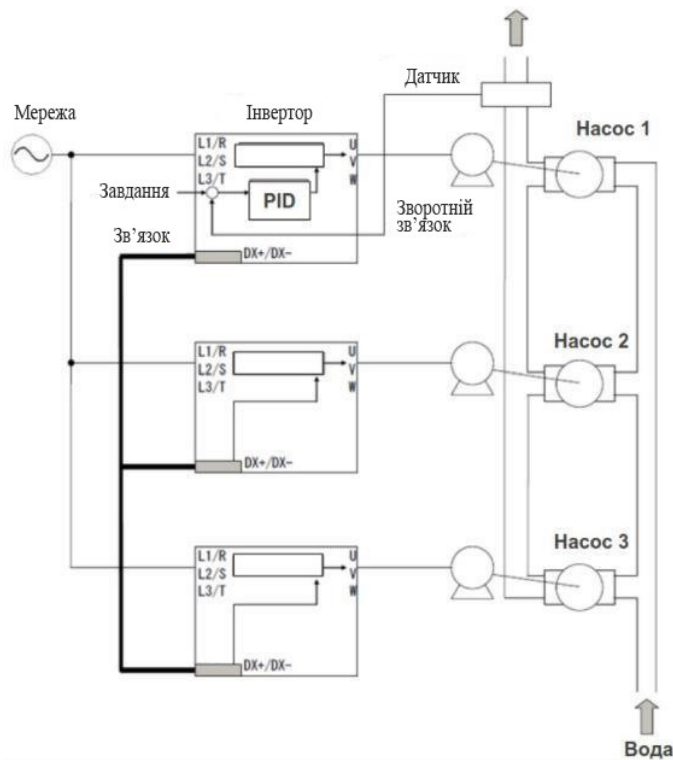 Датчик
Мережа
Інвертор
Насос 1
L1/R
L2/S
L3/T
U
V
W
Завдання
PID
Зворотній
зв’язок
Зв’язок
DX+/DX-
Насос 2
L1/R
L2/S
L3/T
U
V
W
DX+/DX-
Насос 3
L1/R
L2/S
L3/T
U
V
W
DX+/DX-
Вода